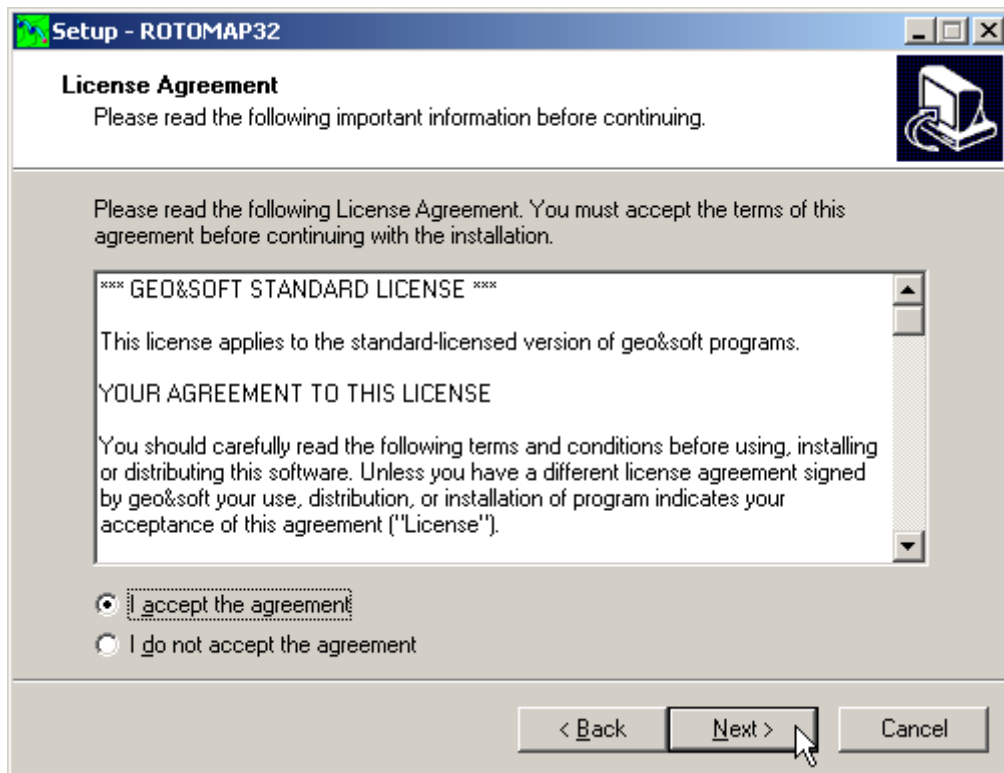 Setup - ROTOMAP32
License Agreement
Please read the following important information before continuing.
Please read the following License Agreement. You must accept the terms of this
agreement before continuing with the installation.
*** GEO&SOFT STANDARD LICENSE ***
This license applies to the standard-licensed version of geo&soft programs.
YOUR AGREEMENT TO THIS LICENSE
You should carefully read the following terms and conditions before using, installing
or distributing this software. Unless you have a different license agreement signed
by geo&soft your use, distribution, or installation of program indicates your
acceptance of this agreement ("License").
I accept the agreement
I do not accept the agreement
< Back Next > Cancel